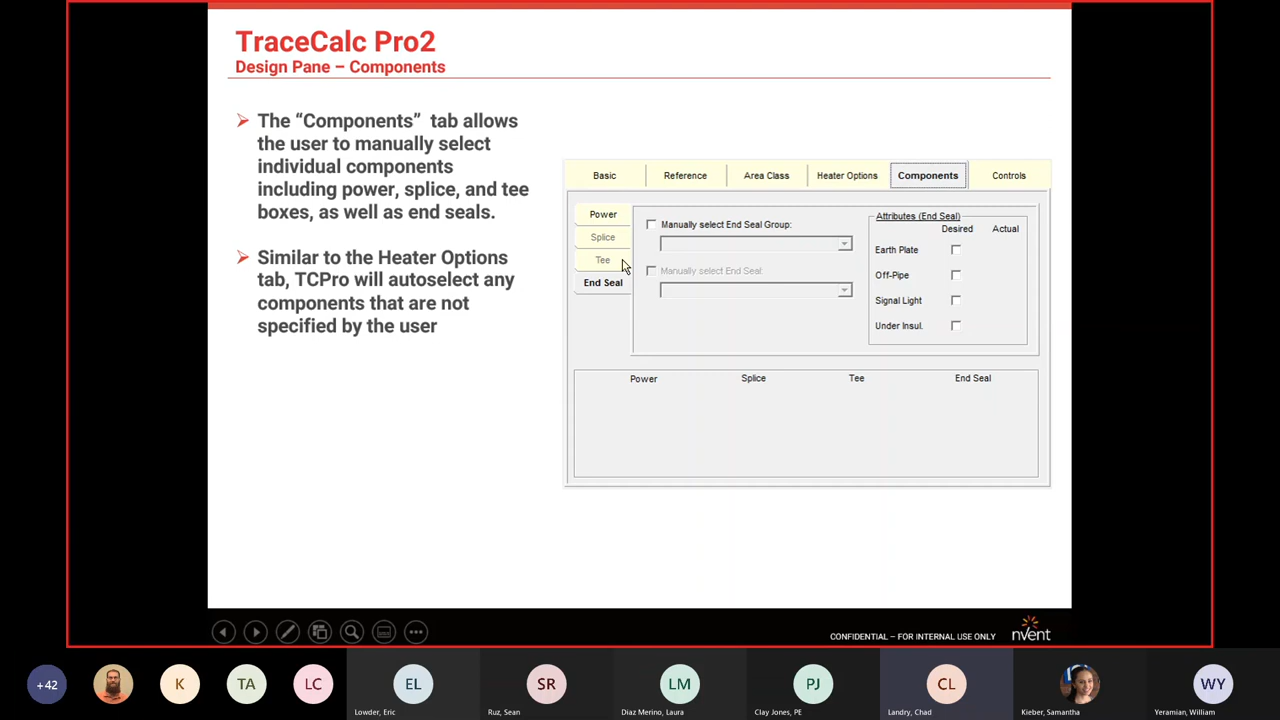 TraceCalc Pro2
Design Pane – Components
The “Components” tab allows
the user to manually select
individual components
including power, splice, and tee
boxes, as well as end seals.
Similar to the Heater Options
tab, TCPro will autoselect any
components that are not
specified by the user
Basic Reference Area Class Heater Options Components Controls
Power
Splice
Tee
End Seal
Manually select End Seal Group:
Manually select End Seal:
Attributes (End Seal)
Desired Actual
Earth Plate
Off-Pipe
Signal Light
Under Insul.
Power Splice Tee End Seal
CONFIDENTIAL – FOR INTERNAL USE ONLY
nVent
+42
K
TA
LC
EL
Lowder, Eric
SR
Ruz, Sean
LM
Diaz Merino, Laura
PJ
Clay Jones, PE
CL
Landry, Chad
Kieber, Samantha
WY
Yeramian, William